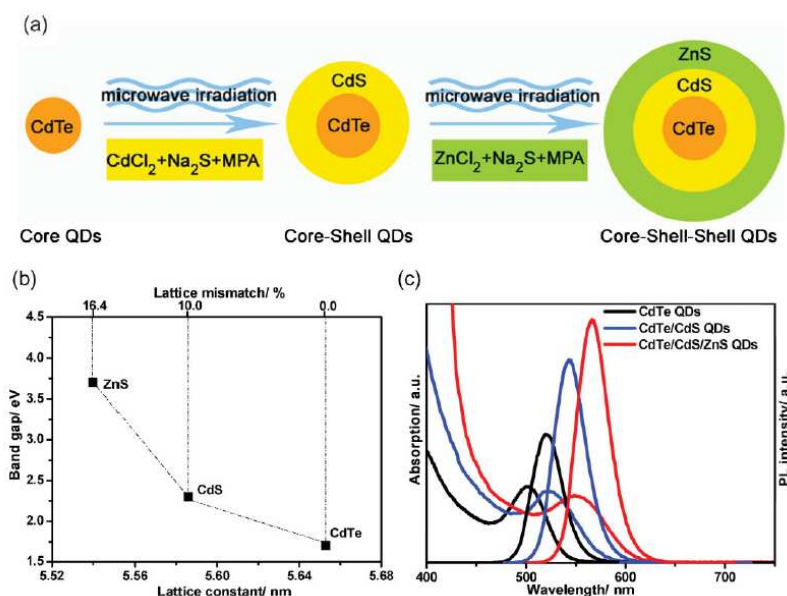 (a)
ZnS
CdS
CdS
microwave irradiation
microwave irradiation
CdTe
CdTe
CdTe
CdCl2+Na2S+MPA
ZnCl2+Na2S+MPA
Core QDs
Core-Shell QDs
Core-Shell-Shell QDs
(b)
Lattice mismatch/ %
16.4
10.0
0.0
4.5
4.0
3.5
3.0
2.5
2.0
1.5
Band gap/ eV
ZnS
CdS
CdTe
5.52
5.56
5.60
5.64
5.68
Lattice constant/ nm
(c)
CdTe QDs
CdTe/CdS QDs
CdTe/CdS/ZnS QDs
Absorption/ a.u.
PL intensity/ a.u.
400
500
600
700
Wavelength/ nm